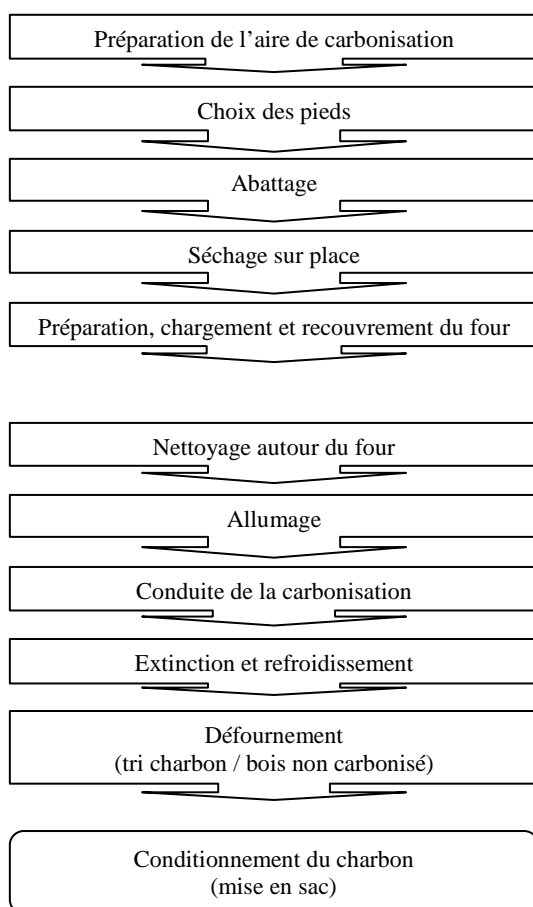 Préparation de l’aire de carbonisation
Choix des pieds
Abattage
Séchage sur place
Préparation, chargement et recouvrement du four
Nettoyage autour du four
Allumage
Conduite de la carbonisation
Extinction et refroidissement
Défournement
(tri charbon / bois non carbonisé)
Conditionnement du charbon
(mise en sac)